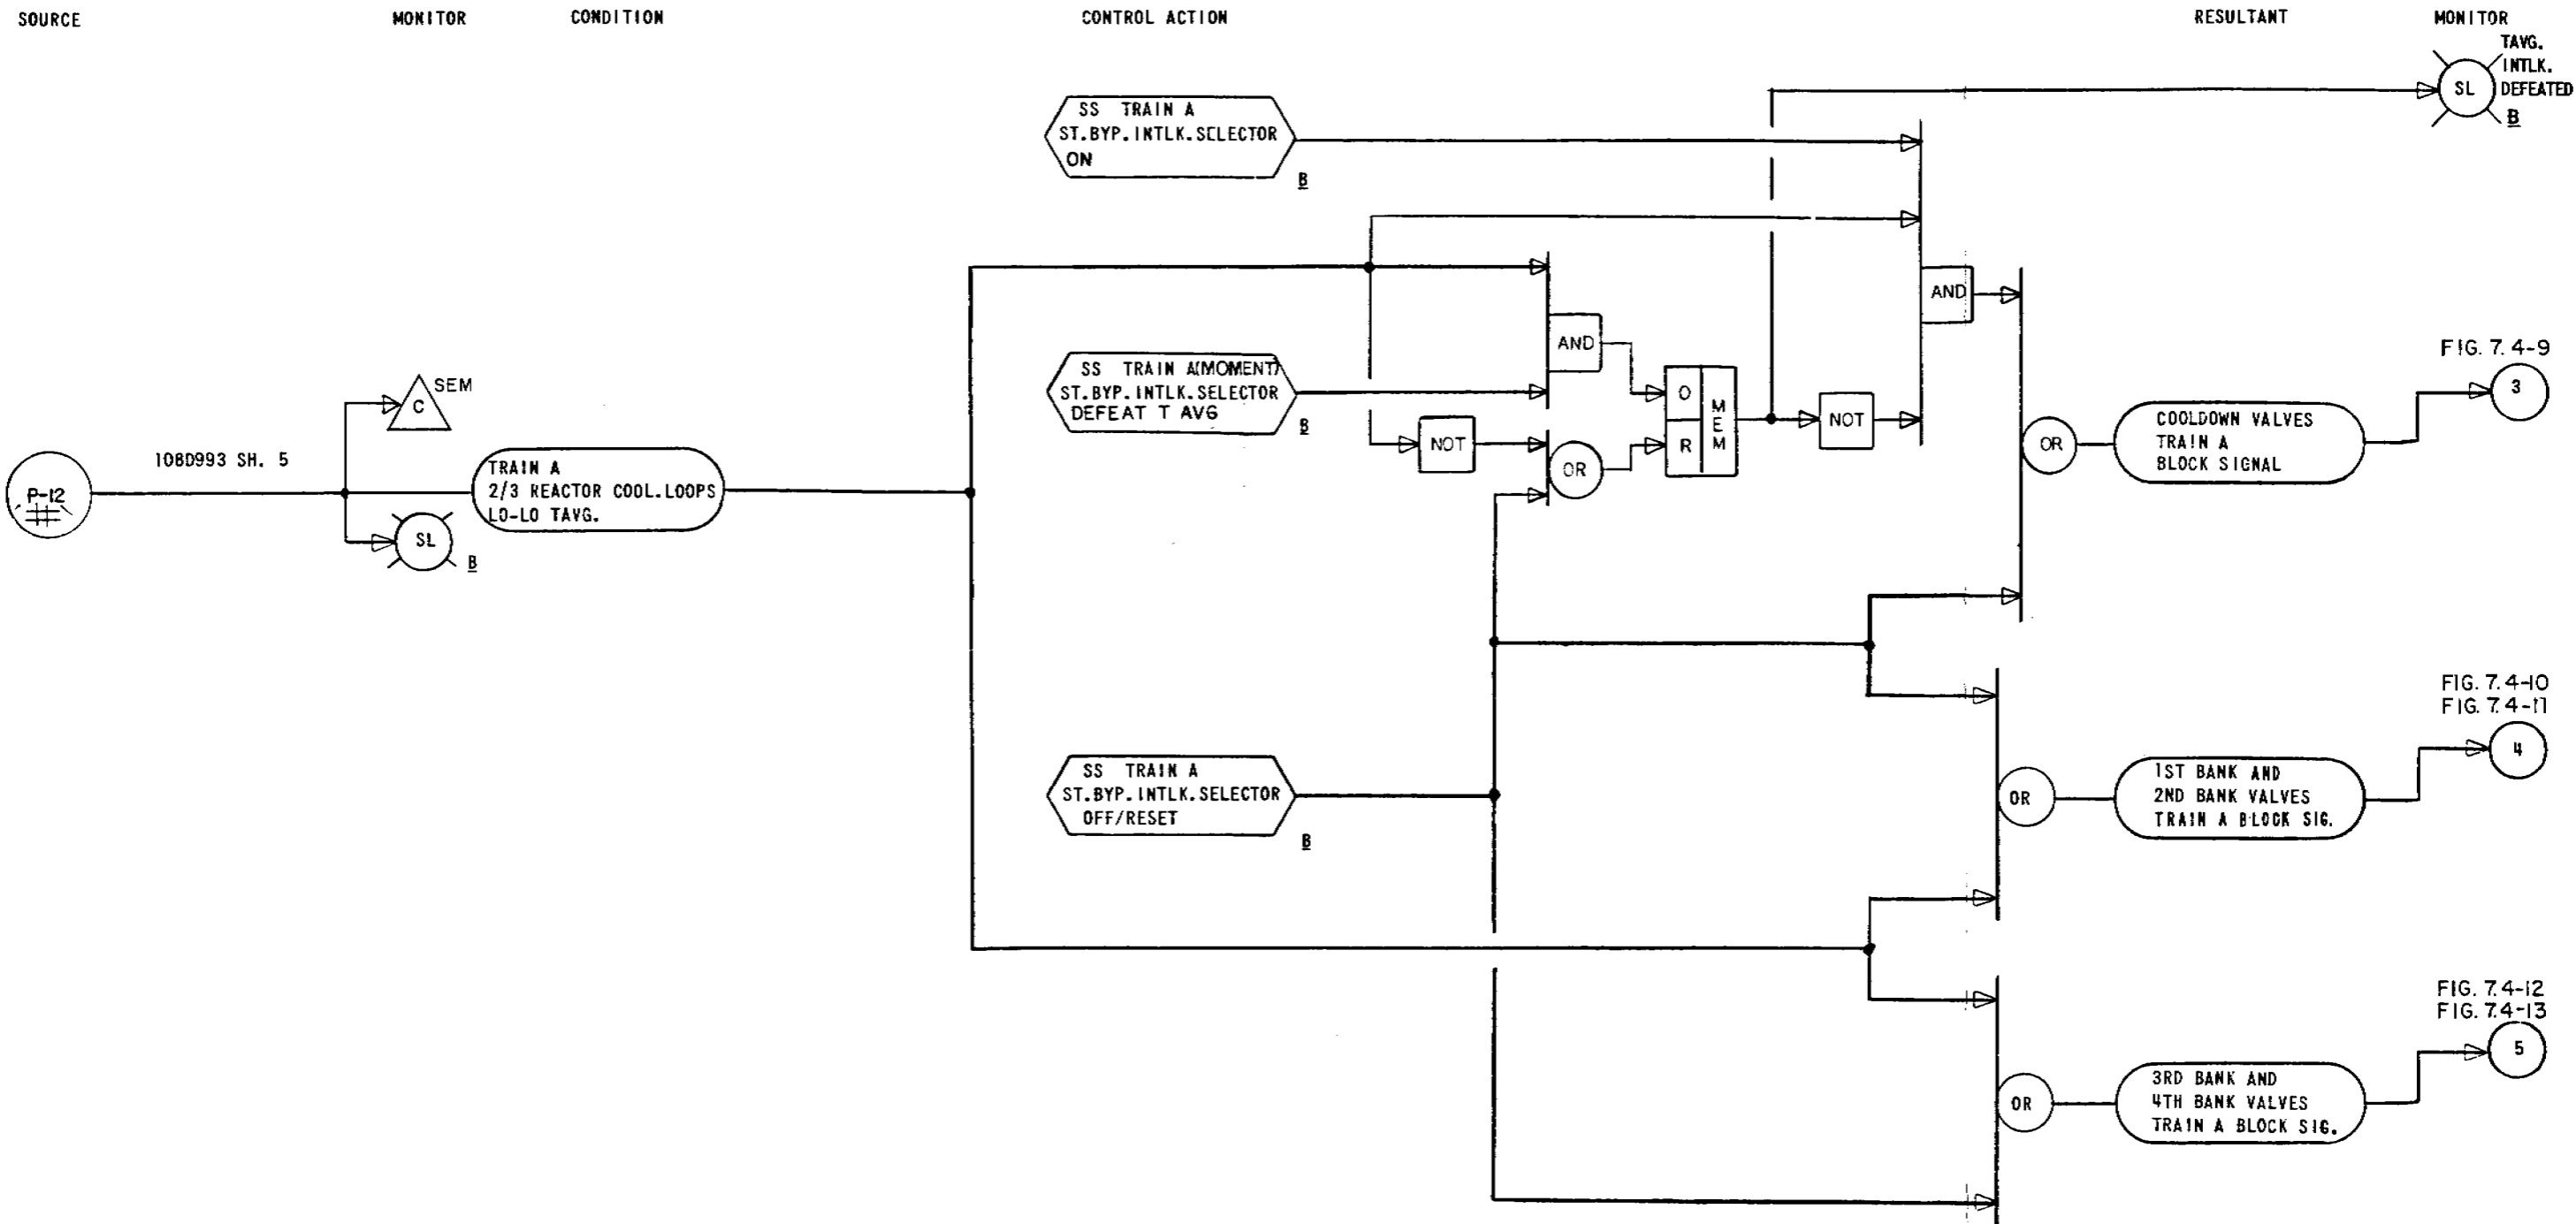 SOURCE MONITOR CONDITION CONTROL ACTION RESULTANT MONITOR
TAVG.
INTLK.
DEFEATED
SL
B
SS TRAIN A
ST.BYP.INTLK.SELECTOR
ON
B
AND
SS TRAIN A(MOMENT)
ST.BYP.INTLK.SELECTOR
DEFEAT T AVG
B
AND
O
R
MEM
NOT
NOT
OR
OR
COOLDOWN VALVES
TRAIN A
BLOCK SIGNAL
FIG. 7.4-9
3
P-12
108D993 SH. 5
C
SEM
SL
B
TRAIN A
2/3 REACTOR COOL.LOOPS
LO-LO TAVG.
SS TRAIN A
ST.BYP.INTLK.SELECTOR
OFF/RESET
B
OR
1ST BANK AND
2ND BANK VALVES
TRAIN A BLOCK SIG.
FIG. 7.4-10
FIG. 7.4-11
4
OR
3RD BANK AND
4TH BANK VALVES
TRAIN A BLOCK SIG.
FIG. 7.4-12
FIG. 7.4-13
5